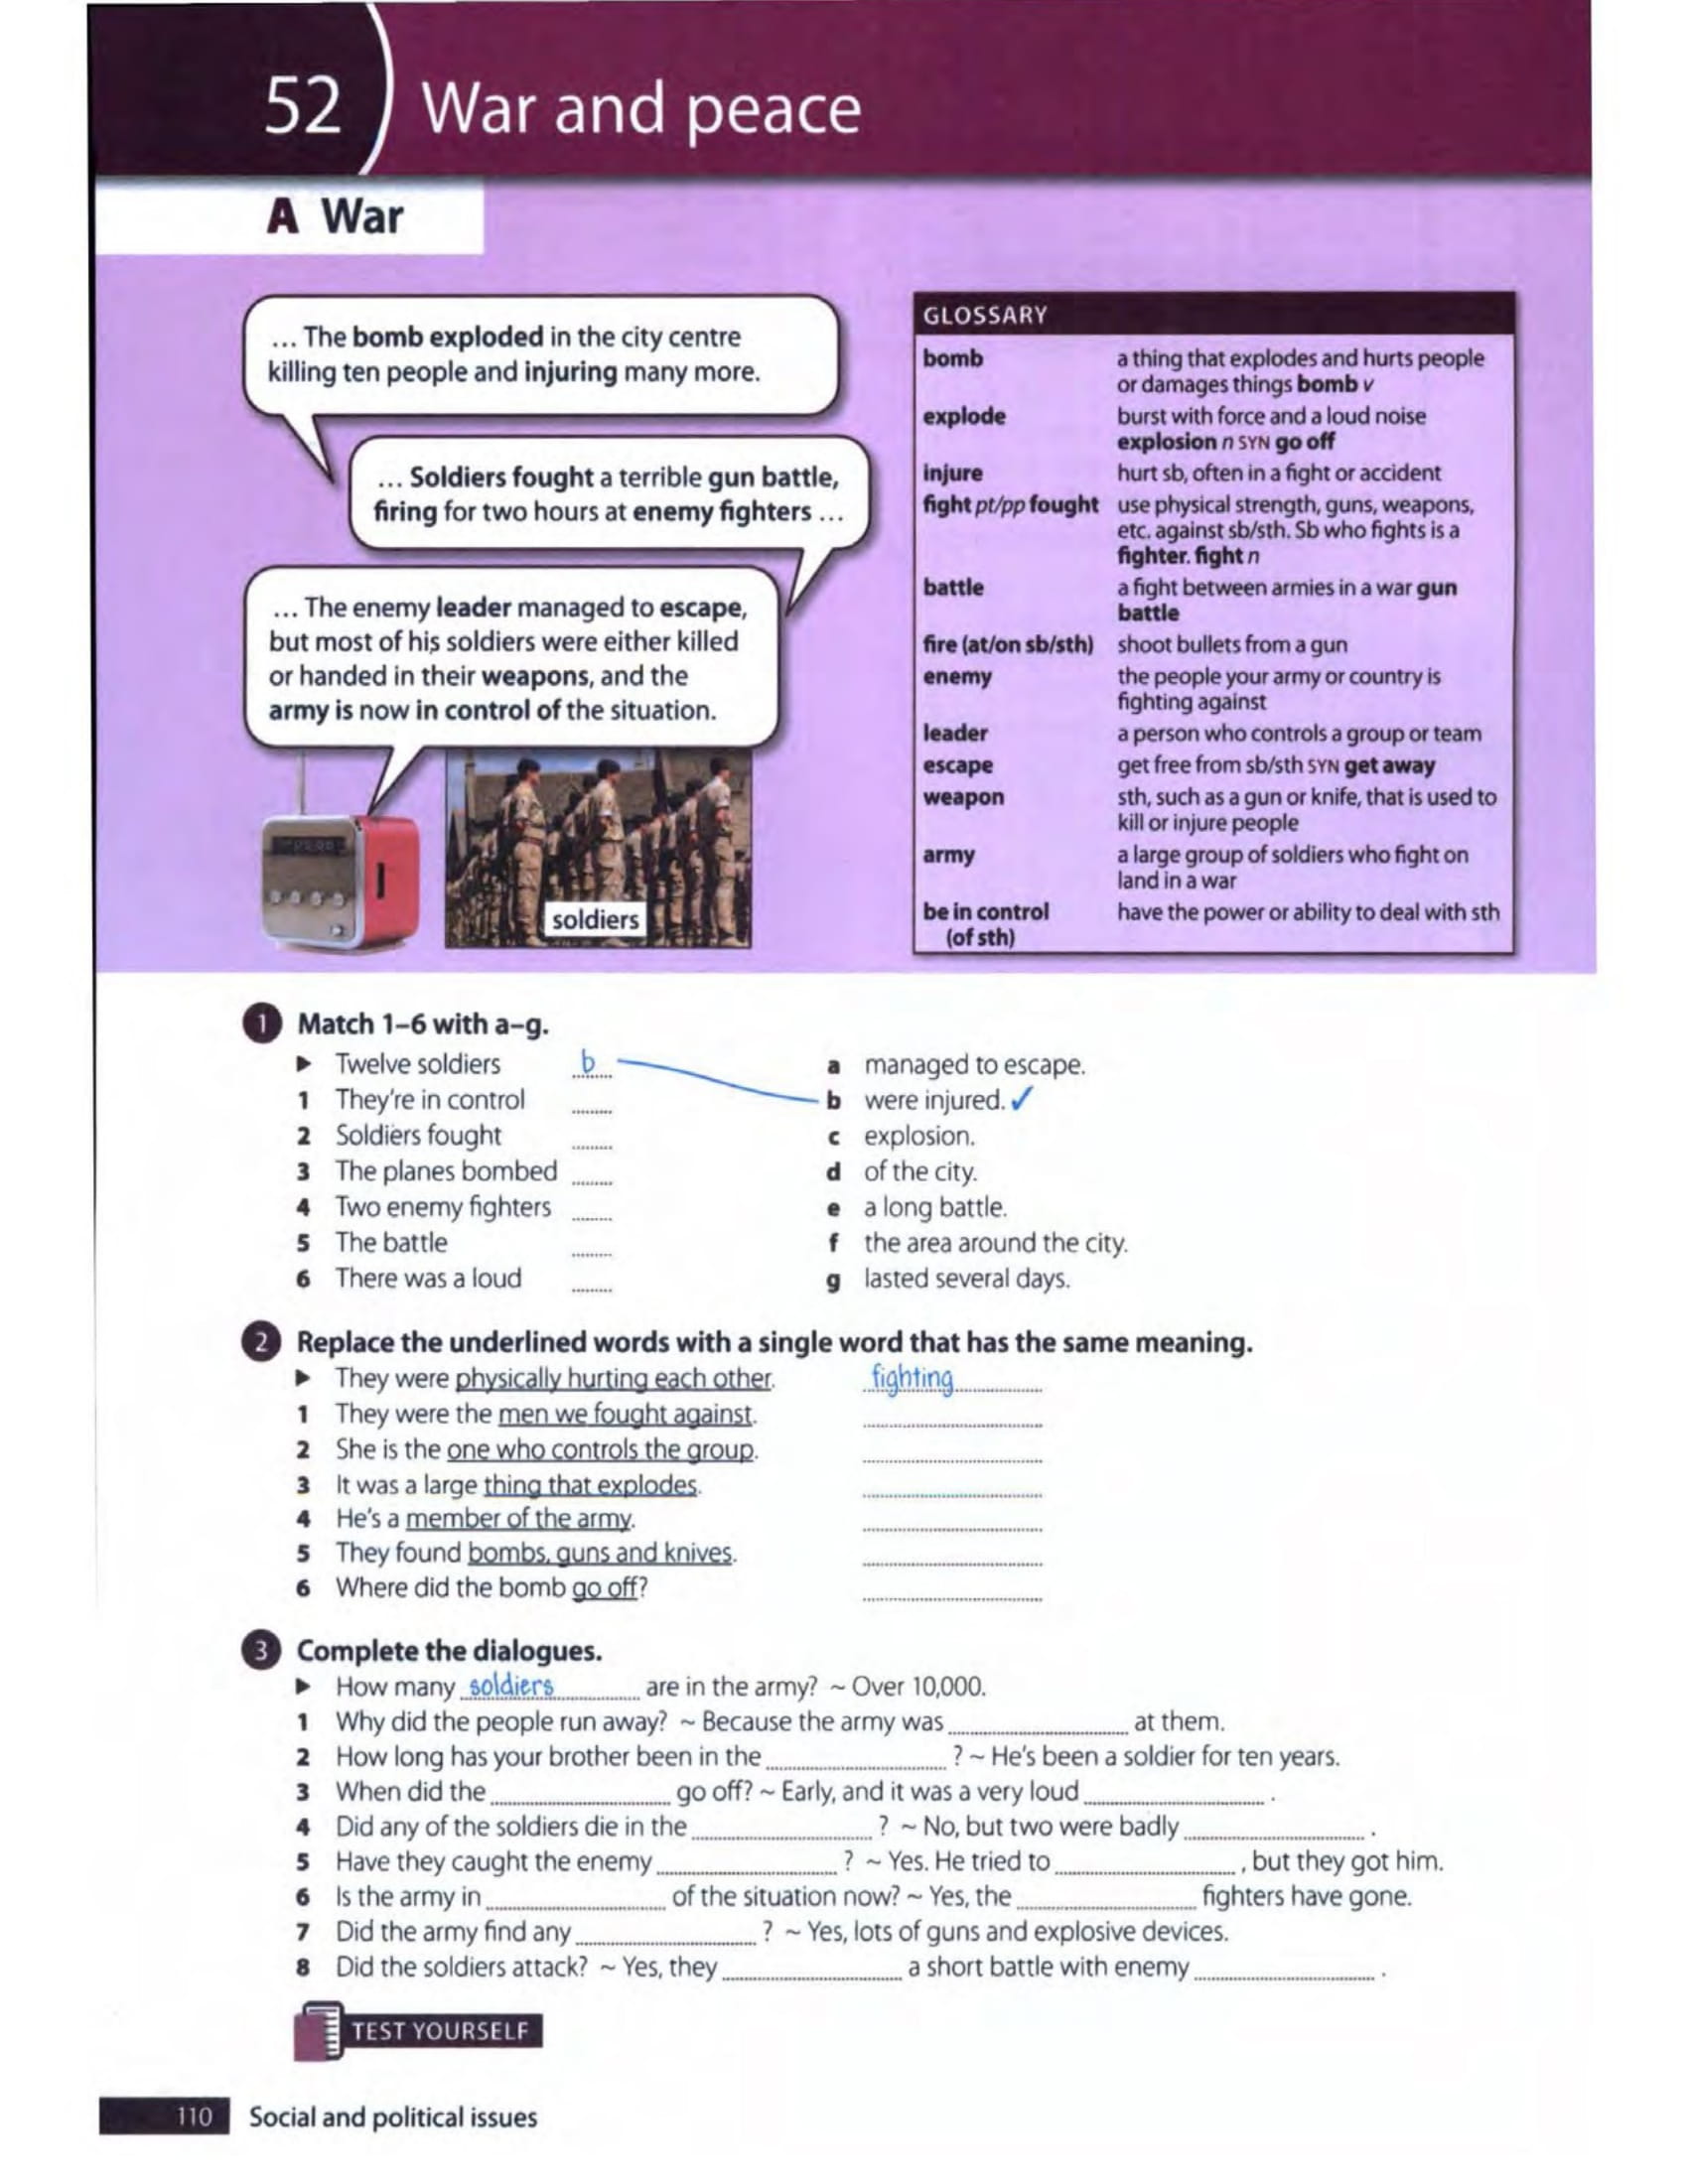 52 War and peace
A War
... The bomb exploded in the city centre
killing ten people and injuring many more.
... Soldiers fought a terrible gun battle,
firing for two hours at enemy fighters ...
... The enemy leader managed to escape,
but most of his soldiers were either killed
or handed in their weapons, and the
army is now in control of the situation.
soldiers
GLOSSARY
bomb a thing that explodes and hurts people
or damages things bomb v
explode burst with force and a loud noise
explosion n SYN go off
injure hurt sb, often in a fight or accident
fight pt/pp fought use physical strength, guns, weapons,
etc. against sb/sth. Sb who fights is a
fighter. fight n
battle a fight between armies in a war gun
battle
fire (at/on sb/sth) shoot bullets from a gun
enemy the people your army or country is
fighting against
leader a person who controls a group or team
escape get free from sb/sth SYN get away
weapon sth, such as a gun or knife, that is used to
kill or injure people
army a large group of soldiers who fight on
land in a war
be in control have the power or ability to deal with sth
(of sth)
1 Match 1–6 with a–g.
▶ Twelve soldiers b a managed to escape.
1 They're in control ......... b were injured. ✓
2 Soldiers fought ......... c explosion.
3 The planes bombed ......... d of the city.
4 Two enemy fighters ......... e a long battle.
5 The battle ......... f the area around the city.
6 There was a loud ......... g lasted several days.
2 Replace the underlined words with a single word that has the same meaning.
▶ They were physically hurting each other. fighting
1 They were the men we fought against.
2 She is the one who controls the group.
3 It was a large thing that explodes.
4 He's a member of the army.
5 They found bombs, guns and knives.
6 Where did the bomb go off?
3 Complete the dialogues.
▶ How many soldiers are in the army? ~ Over 10,000.
1 Why did the people run away? ~ Because the army was .................... at them.
2 How long has your brother been in the .................... ? ~ He's been a soldier for ten years.
3 When did the .................... go off? ~ Early, and it was a very loud .................... .
4 Did any of the soldiers die in the .................... ? ~ No, but two were badly .................... .
5 Have they caught the enemy .................... ? ~ Yes. He tried to .................... , but they got him.
6 Is the army in .................... of the situation now? ~ Yes, the .................... fighters have gone.
7 Did the army find any .................... ? ~ Yes, lots of guns and explosive devices.
8 Did the soldiers attack? ~ Yes, they .................... a short battle with enemy .................... .
TEST YOURSELF
110 Social and political issues